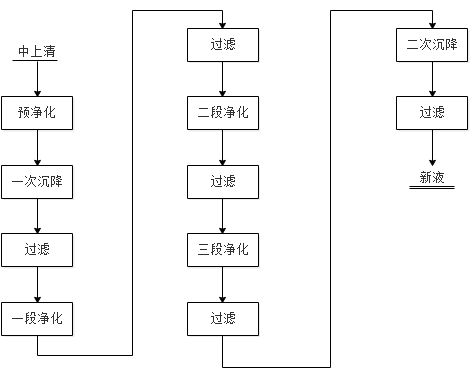 中上清
预净化
一次沉降
过滤
一段净化
过滤
二段净化
过滤
三段净化
过滤
二次沉降
过滤
新液